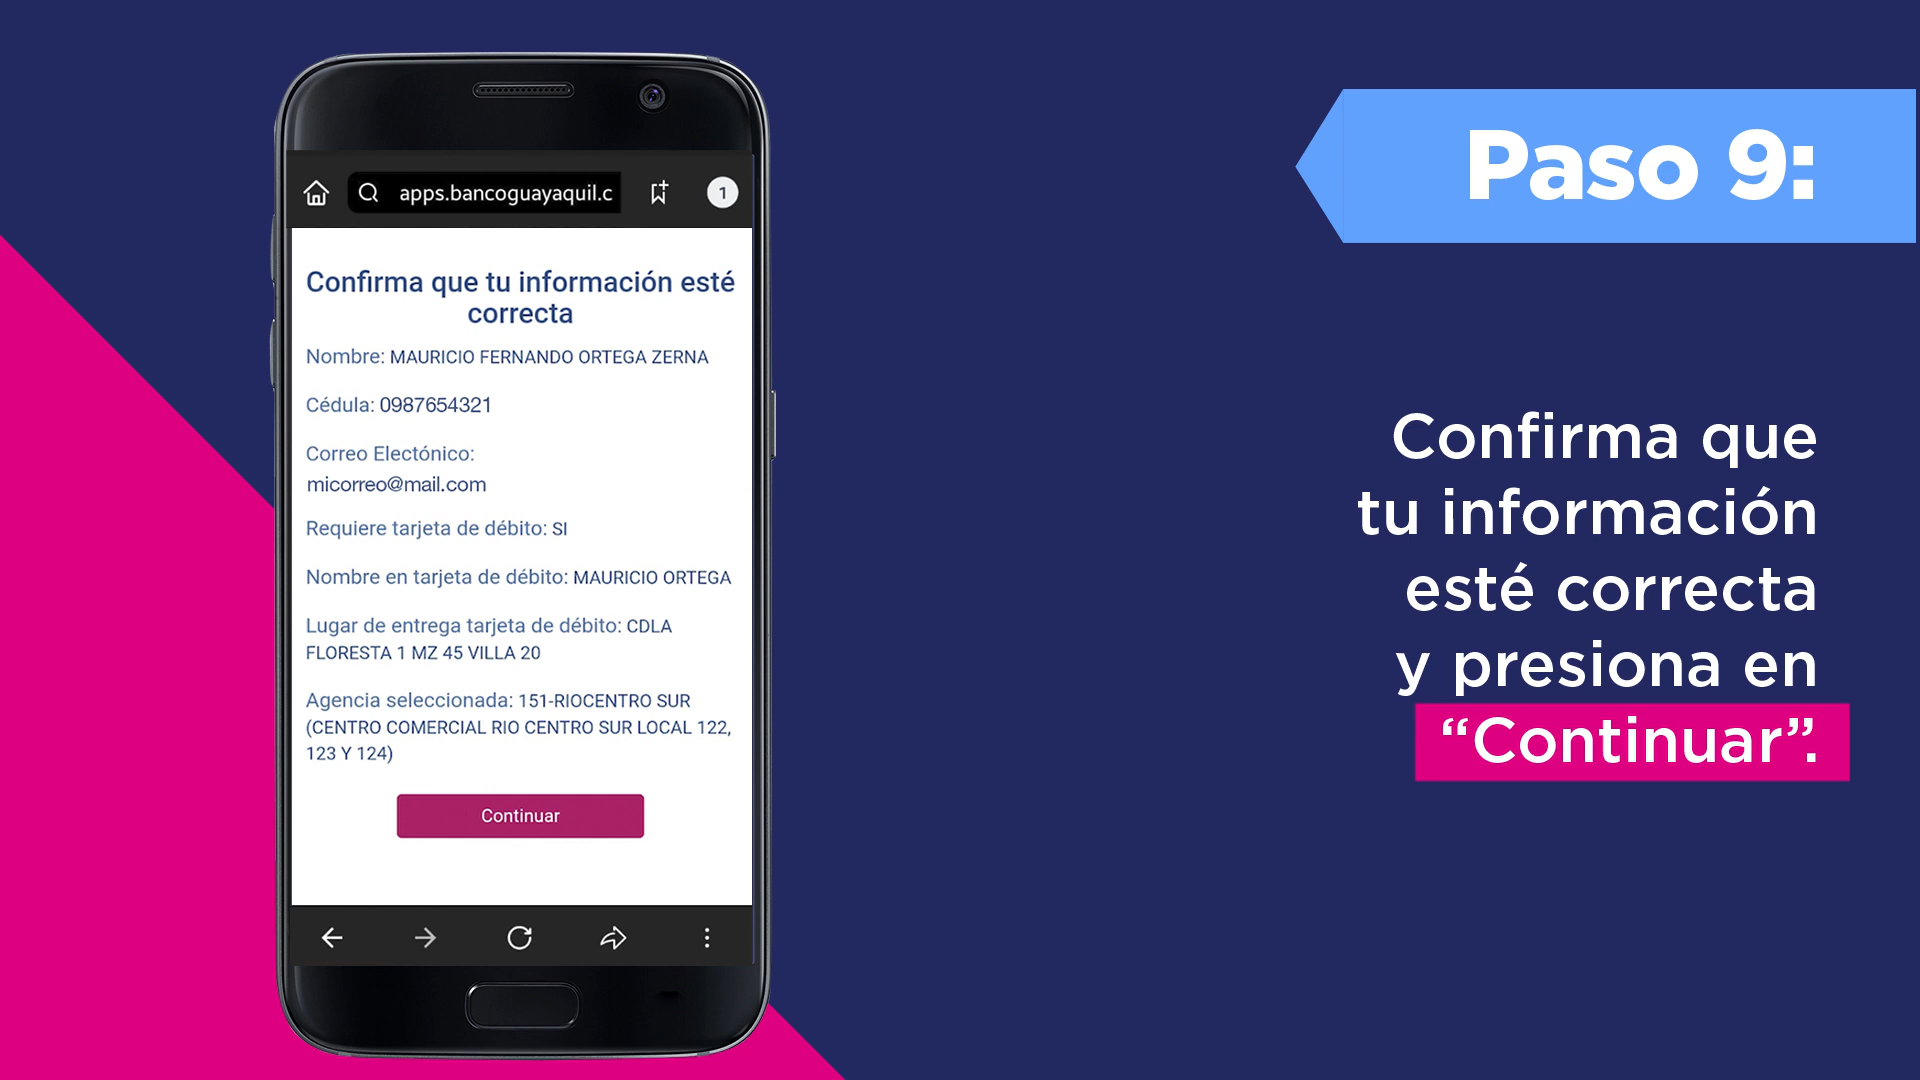 apps.bancoguayaquil.c
1
Confirma que tu información esté
correcta
Nombre: MAURICIO FERNANDO ORTEGA ZERNA
Cédula: 0987654321
Correo Electónico:
micorreo@mail.com
Requiere tarjeta de débito: SI
Nombre en tarjeta de débito: MAURICIO ORTEGA
Lugar de entrega tarjeta de débito: CDLA
FLORESTA 1 MZ 45 VILLA 20
Agencia seleccionada: 151-RIOCENTRO SUR
(CENTRO COMERCIAL RIO CENTRO SUR LOCAL 122,
123 Y 124)
Continuar
Paso 9:
Confirma que
tu información
esté correcta
y presiona en
“Continuar”.